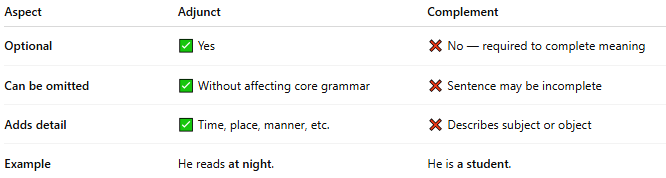 Aspect Adjunct Complement
Optional ✅ Yes ❌ No — required to complete meaning
Can be omitted ✅ Without affecting core grammar ❌ Sentence may be incomplete
Adds detail ✅ Time, place, manner, etc. ❌ Describes subject or object
Example He reads at night. He is a student.